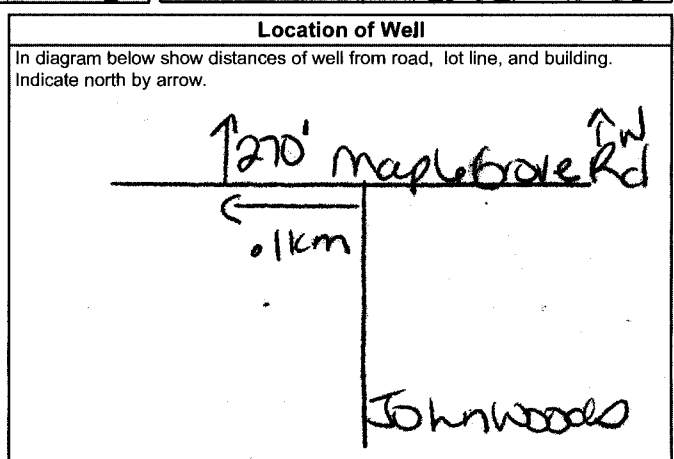 Location of Well
In diagram below show distances of well from road, lot line, and building.
Indicate north by arrow.
N
270' Maple Grove Rd
.1km
John Woods